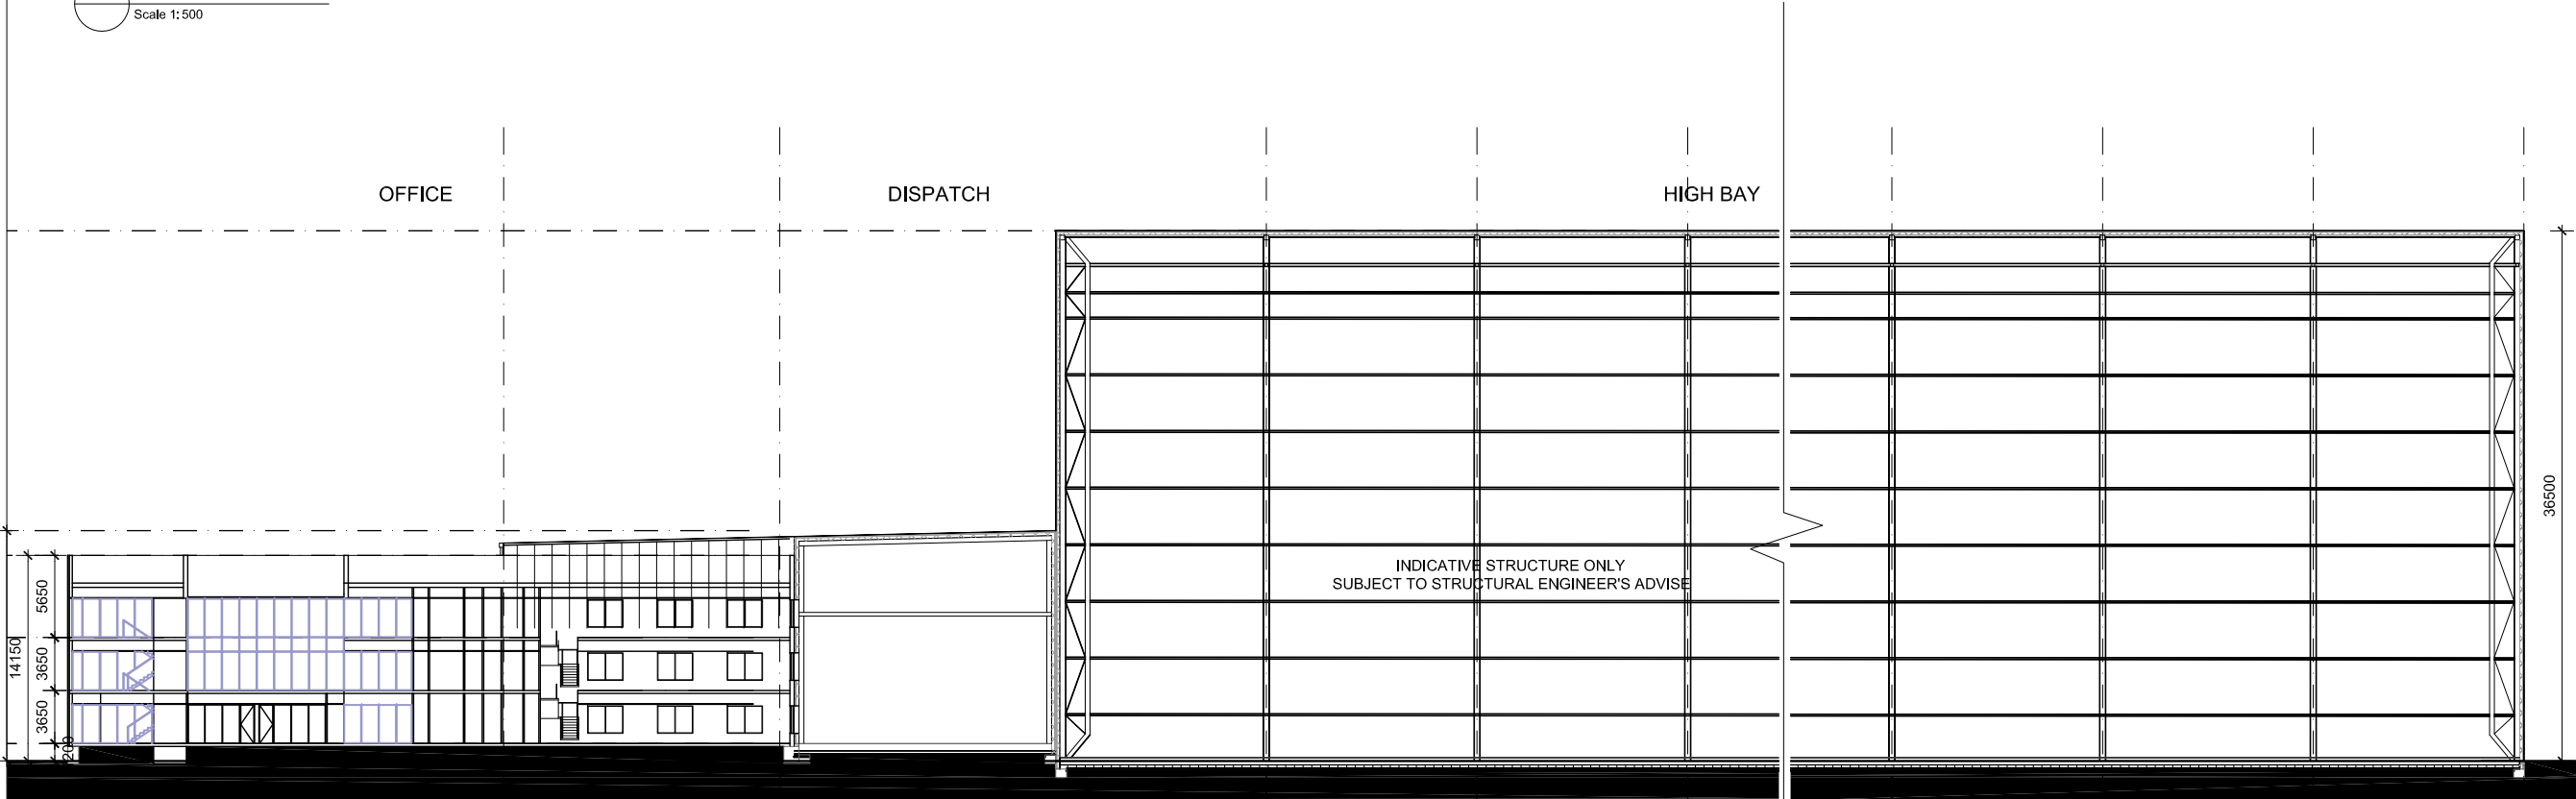 Scale 1:500
OFFICE
DISPATCH
HIGH BAY
36500
INDICATIVE STRUCTURE ONLY
SUBJECT TO STRUCTURAL ENGINEER'S ADVISE
5650
14150
3650
3650